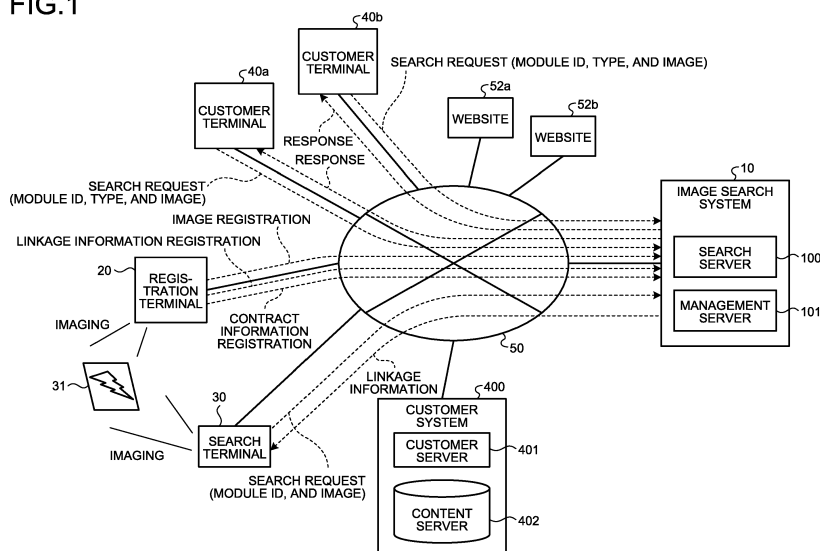 FIG.1
40b
CUSTOMER
TERMINAL
SEARCH REQUEST (MODULE ID, TYPE, AND IMAGE)
40a
CUSTOMER
TERMINAL
52a
WEBSITE
52b
WEBSITE
RESPONSE
RESPONSE
SEARCH REQUEST
(MODULE ID, TYPE, AND IMAGE)
10
IMAGE SEARCH
SYSTEM
SEARCH
SERVER
100
MANAGEMENT
SERVER
101
IMAGE REGISTRATION
LINKAGE INFORMATION REGISTRATION
20
REGIS-
TRATION
TERMINAL
CONTRACT
INFORMATION
REGISTRATION
IMAGING
31
50
LINKAGE
INFORMATION
30
SEARCH
TERMINAL
IMAGING
SEARCH REQUEST
(MODULE ID, AND IMAGE)
400
CUSTOMER
SYSTEM
CUSTOMER
SERVER
401
CONTENT
SERVER
402